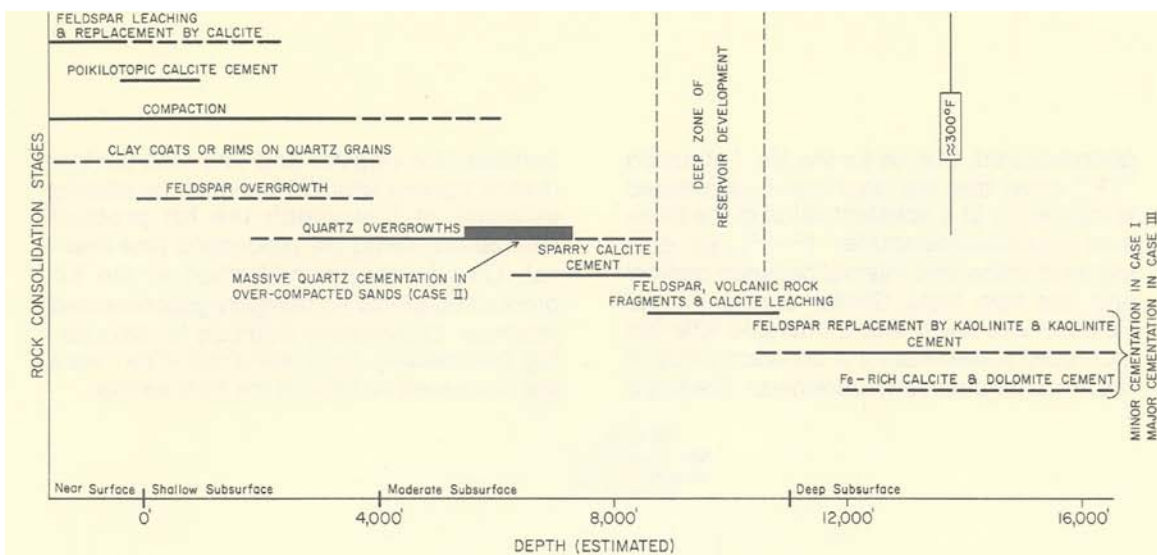 FELDSPAR LEACHING
& REPLACEMENT BY CALCITE
POIKILOTOPIC CALCITE CEMENT
COMPACTION
CLAY COATS OR RIMS ON QUARTZ GRAINS
FELDSPAR OVERGROWTH
QUARTZ OVERGROWTHS
SPARRY CALCITE
CEMENT
MASSIVE QUARTZ CEMENTATION IN
OVER-COMPACTED SANDS (CASE II)
FELDSPAR, VOLCANIC ROCK
FRAGMENTS & CALCITE LEACHING
FELDSPAR REPLACEMENT BY KAOLINITE & KAOLINITE
CEMENT
Fe-RICH CALCITE & DOLOMITE CEMENT
DEEP ZONE OF
RESERVOIR DEVELOPMENT
≈300°F
MINOR CEMENTATION IN CASE I
MAJOR CEMENTATION IN CASE III
ROCK CONSOLIDATION STAGES
Near Surface Shallow Subsurface Moderate Subsurface Deep Subsurface
0' 4,000' 8,000' 12,000' 16,000'
DEPTH (ESTIMATED)